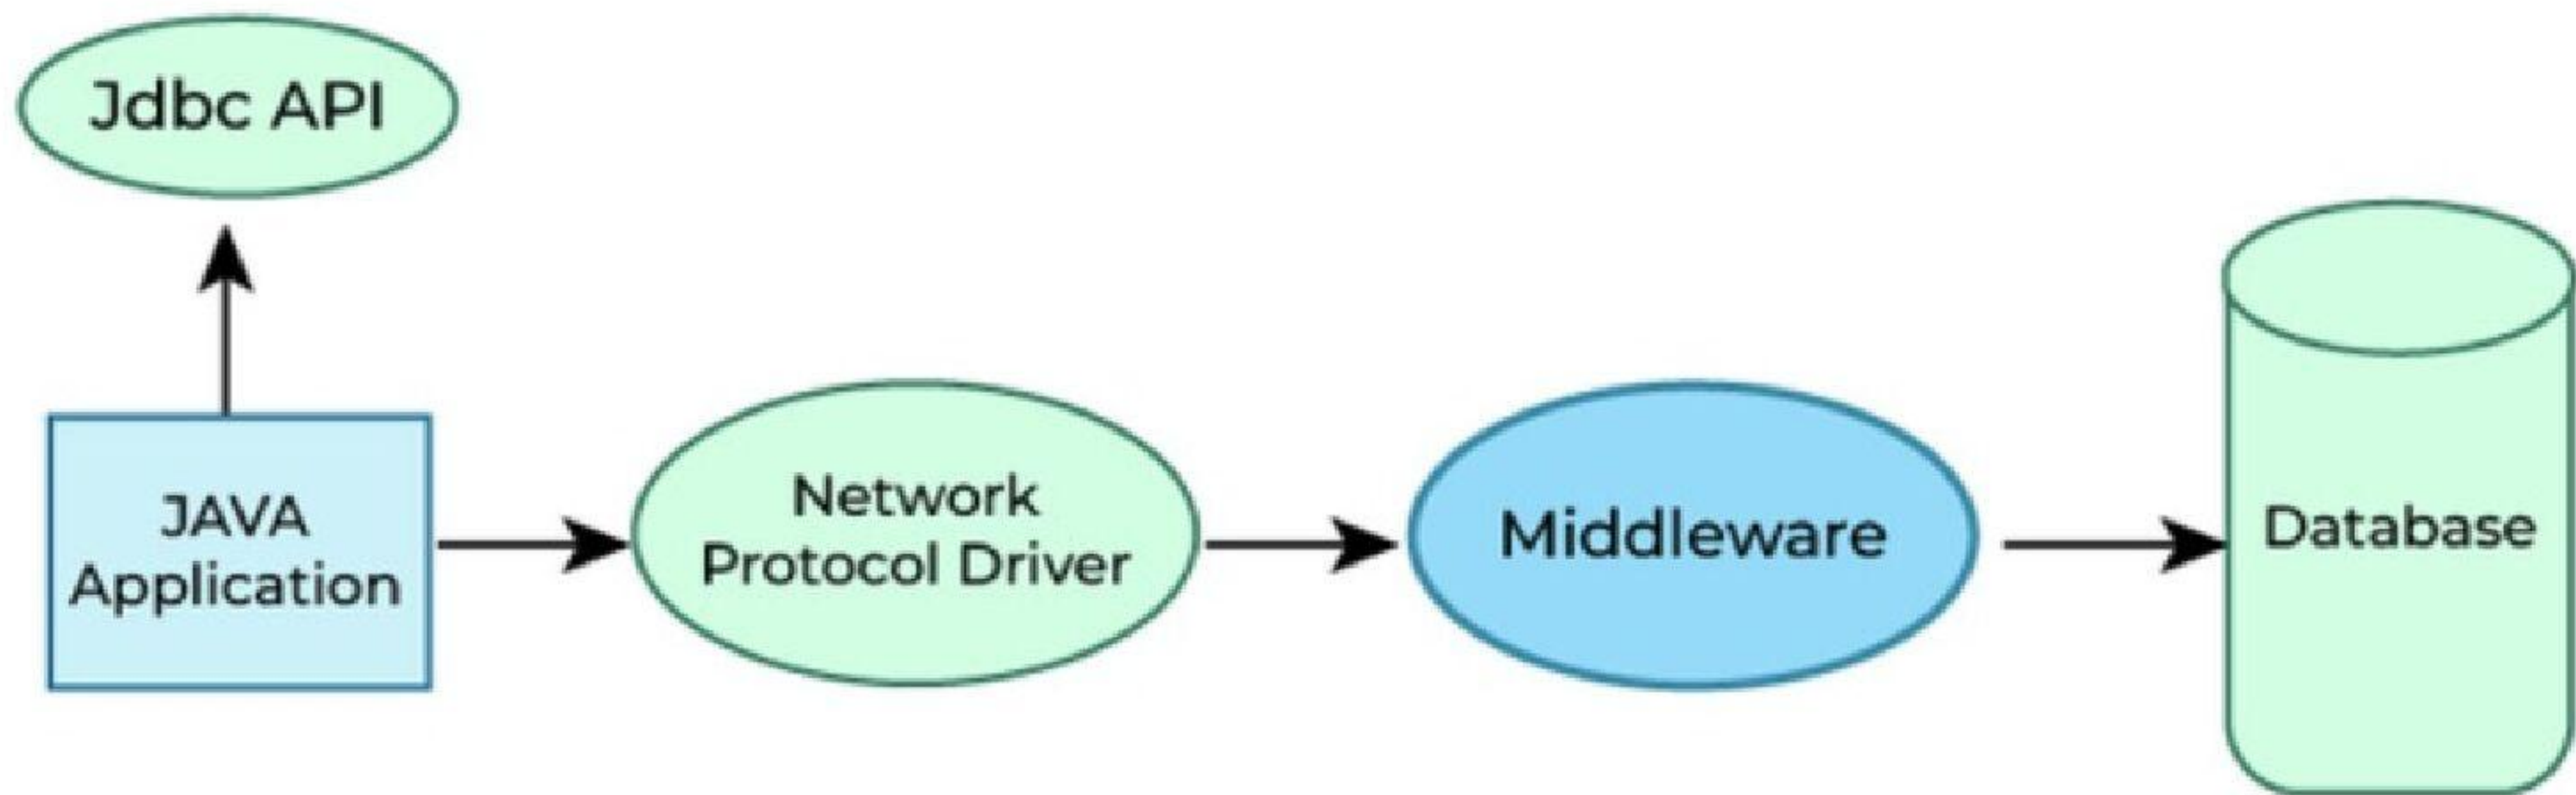 Jdbc API
JAVA
Application
Network
Protocol Driver
Middleware
Database